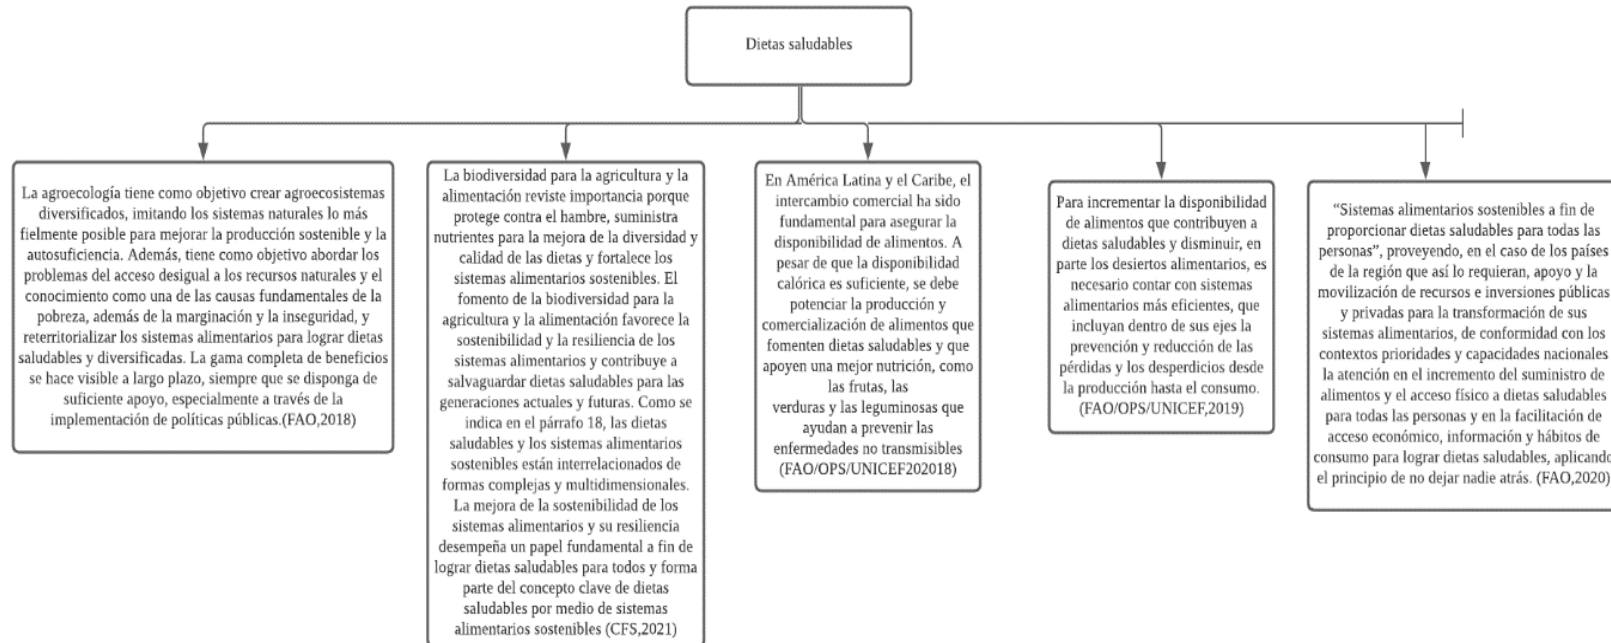 Dietas saludables
La agroecología tiene como objetivo crear agroecosistemas
diversificados, imitando los sistemas naturales lo más
fielmente posible para mejorar la producción sostenible y la
autosuficiencia. Además, tiene como objetivo abordar los
problemas del acceso desigual a los recursos naturales y el
conocimiento como una de las causas fundamentales de la
pobreza, además de la marginación y la inseguridad, y
reterritorializar los sistemas alimentarios para lograr dietas
saludables y diversificadas. La gama completa de beneficios
se hace visible a largo plazo, siempre que se disponga de
suficiente apoyo, especialmente a través de la
implementación de políticas públicas.(FAO,2018)
La biodiversidad para la agricultura y la
alimentación reviste importancia porque
protege contra el hambre, suministra
nutrientes para la mejora de la diversidad y
calidad de las dietas y fortalece los
sistemas alimentarios sostenibles. El
fomento de la biodiversidad para la
agricultura y la alimentación favorece la
sostenibilidad y la resiliencia de los
sistemas alimentarios y contribuye a
salvaguardar dietas saludables para las
generaciones actuales y futuras. Como se
indica en el párrafo 18, las dietas
saludables y los sistemas alimentarios
sostenibles están interrelacionados de
formas complejas y multidimensionales.
La mejora de la sostenibilidad de los
sistemas alimentarios y su resiliencia
desempeña un papel fundamental a fin de
lograr dietas saludables para todos y forma
parte del concepto clave de dietas
saludables por medio de sistemas
alimentarios sostenibles (CFS,2021)
En América Latina y el Caribe, el
intercambio comercial ha sido
fundamental para asegurar la
disponibilidad de alimentos. A
pesar de que la disponibilidad
calórica es suficiente, se debe
potenciar la producción y
comercialización de alimentos que
fomenten dietas saludables y que
apoyen una mejor nutrición, como
las frutas, las
verduras y las leguminosas que
ayudan a prevenir las
enfermedades no transmisibles
(FAO/OPS/UNICEF202018)
Para incrementar la disponibilidad
de alimentos que contribuyen a
dietas saludables y disminuir, en
parte los desiertos alimentarios, es
necesario contar con sistemas
alimentarios más eficientes, que
incluyan dentro de sus ejes la
prevención y reducción de las
pérdidas y los desperdicios desde
la producción hasta el consumo.
(FAO/OPS/UNICEF,2019)
“Sistemas alimentarios sostenibles a fin de
proporcionar dietas saludables para todas las
personas”, proveyendo, en el caso de los países
de la región que así lo requieran, apoyo y la
movilización de recursos e inversiones públicas
y privadas para la transformación de sus
sistemas alimentarios, de conformidad con los
contextos prioridades y capacidades nacionales
la atención en el incremento del suministro de
alimentos y el acceso físico a dietas saludables
para todas las personas y en la facilitación de
acceso económico, información y hábitos de
consumo para lograr dietas saludables, aplicando
el principio de no dejar nadie atrás. (FAO,2020)